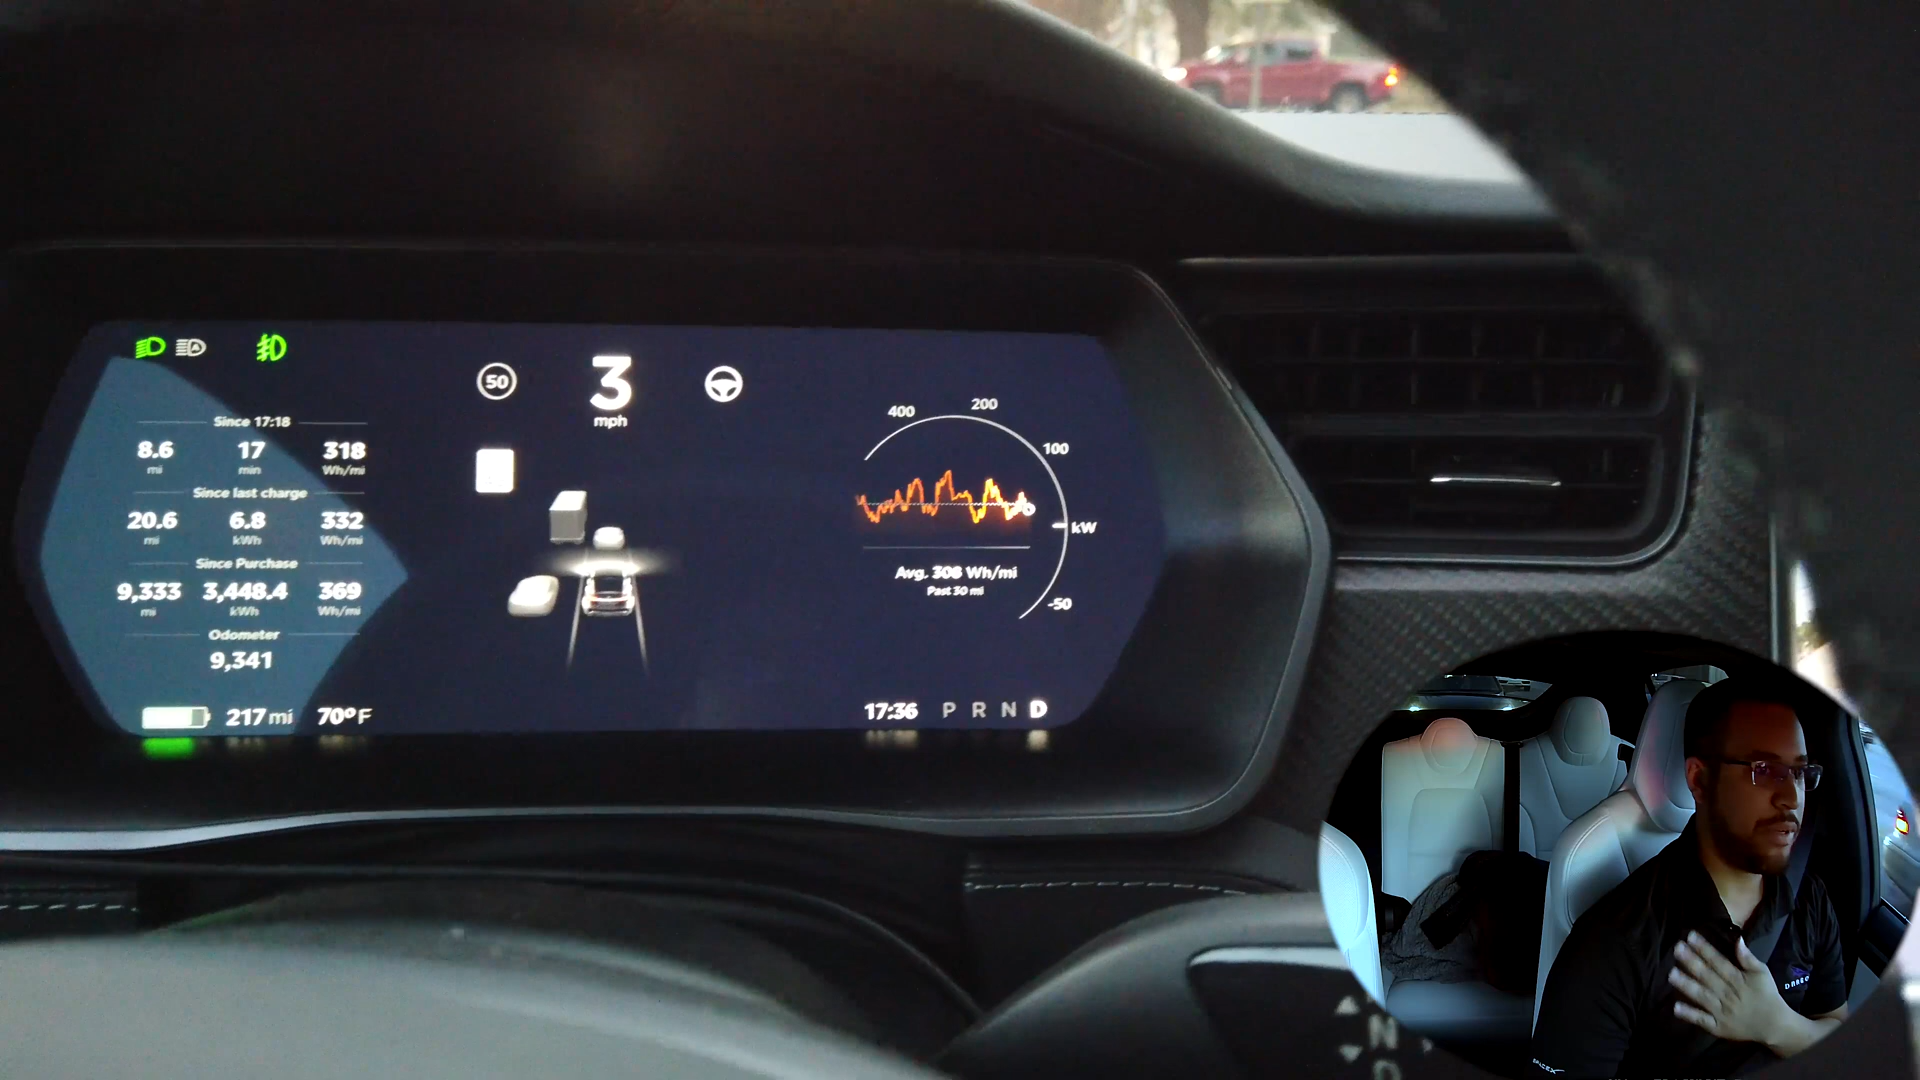 50
3
mph
Since 17:18
8.6 17 318
mi min Wh/mi
Since last charge
20.6 6.8 332
mi kWh Wh/mi
Since Purchase
9,333 3,448.4 369
mi kWh Wh/mi
Odometer
9,341
217 mi 70°F
400 200
100
kW
-50
Avg. 308 Wh/mi
Past 30 mi
17:36 P R N D
N
D
SPACEX